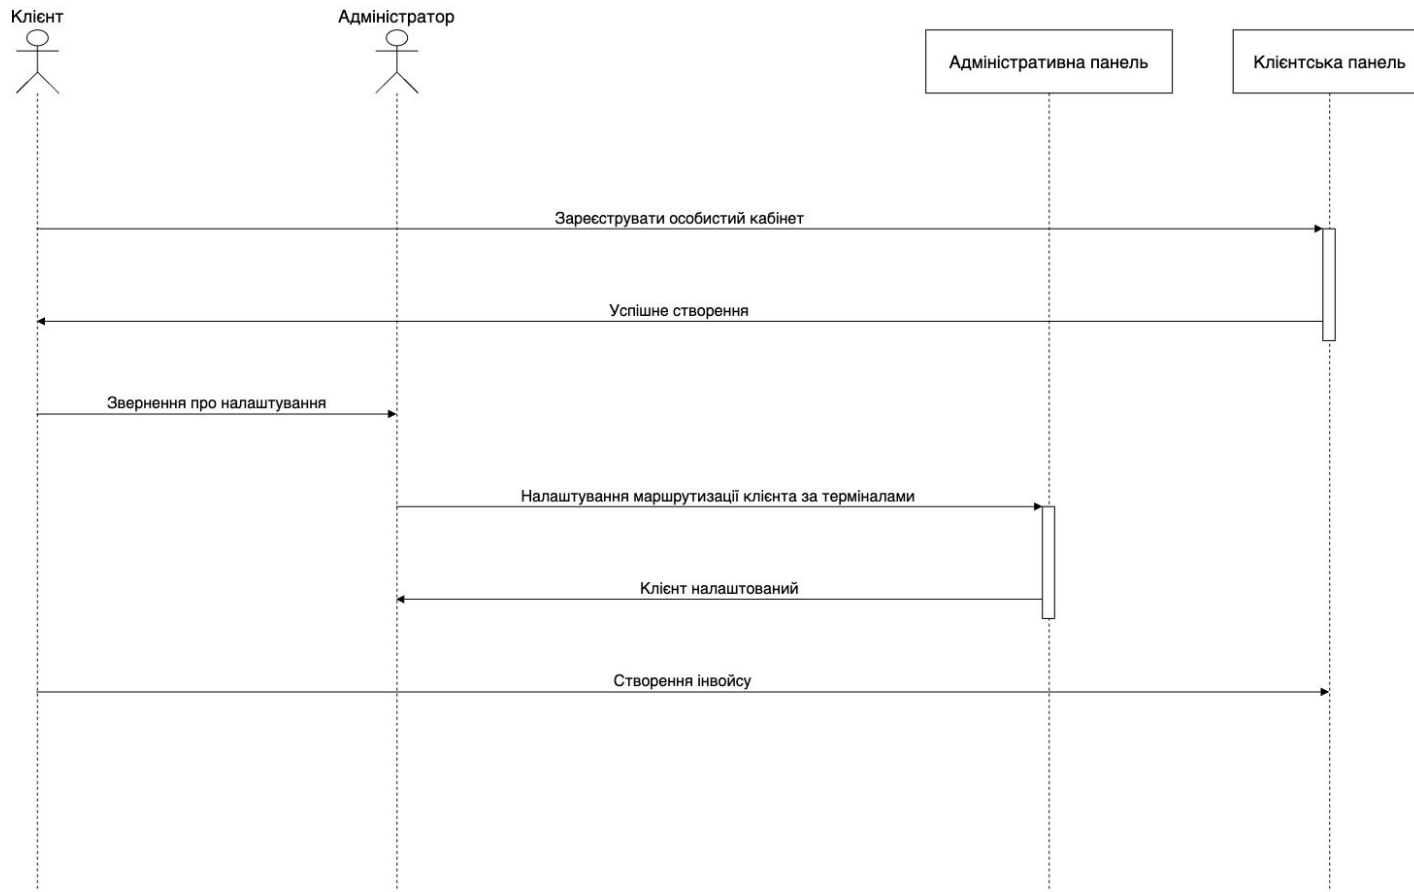 Клієнт
Адміністратор
Адміністративна панель
Клієнтська панель
Зареєструвати особистий кабінет
Успішне створення
Звернення про налаштування
Налаштування маршрутизації клієнта за терміналами
Клієнт налаштований
Створення інвойсу